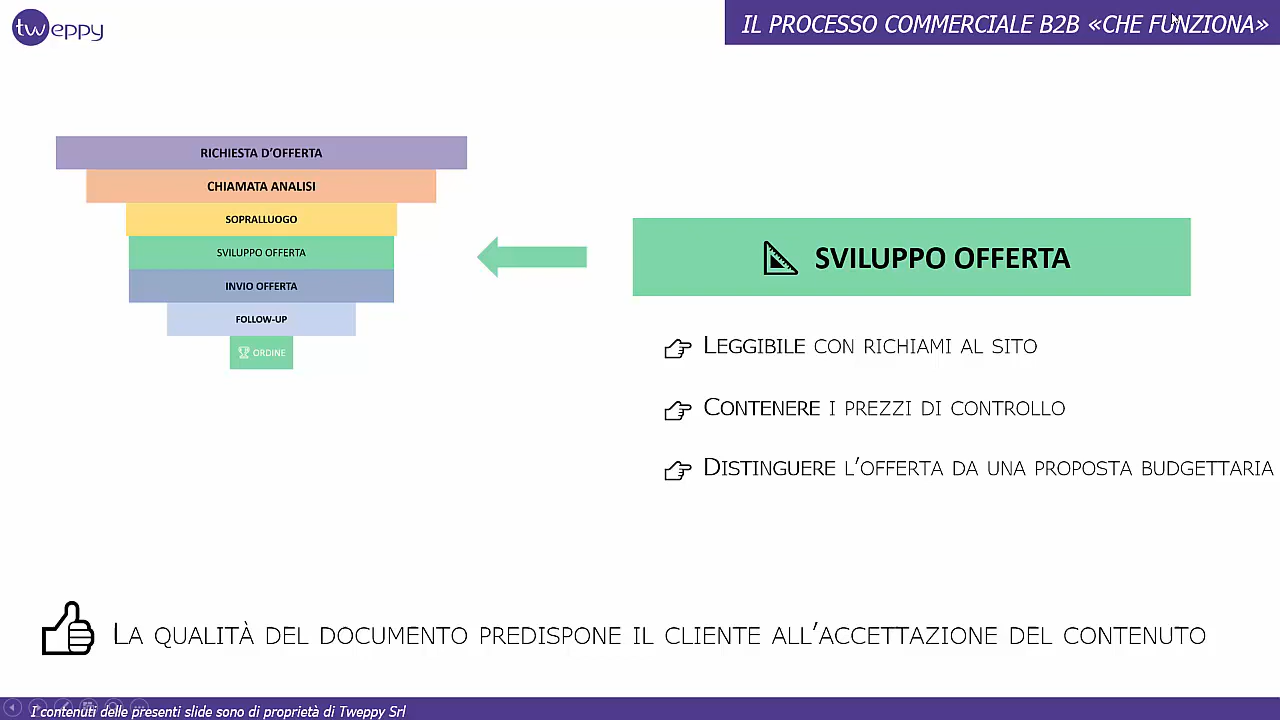 tweppy
IL PROCESSO COMMERCIALE B2B «CHE FUNZIONA»
RICHIESTA D'OFFERTA
CHIAMATA ANALISI
SOPRALLUOGO
SVILUPPO OFFERTA
INVIO OFFERTA
FOLLOW-UP
ORDINE
SVILUPPO OFFERTA
LEGGIBILE CON RICHIAMI AL SITO
CONTENERE I PREZZI DI CONTROLLO
DISTINGUERE L'OFFERTA DA UNA PROPOSTA BUDGETTARIA
LA QUALITÀ DEL DOCUMENTO PREDISPONE IL CLIENTE ALL'ACCETTAZIONE DEL CONTENUTO
I contenuti delle presenti slide sono di proprietà di Tweppy Srl